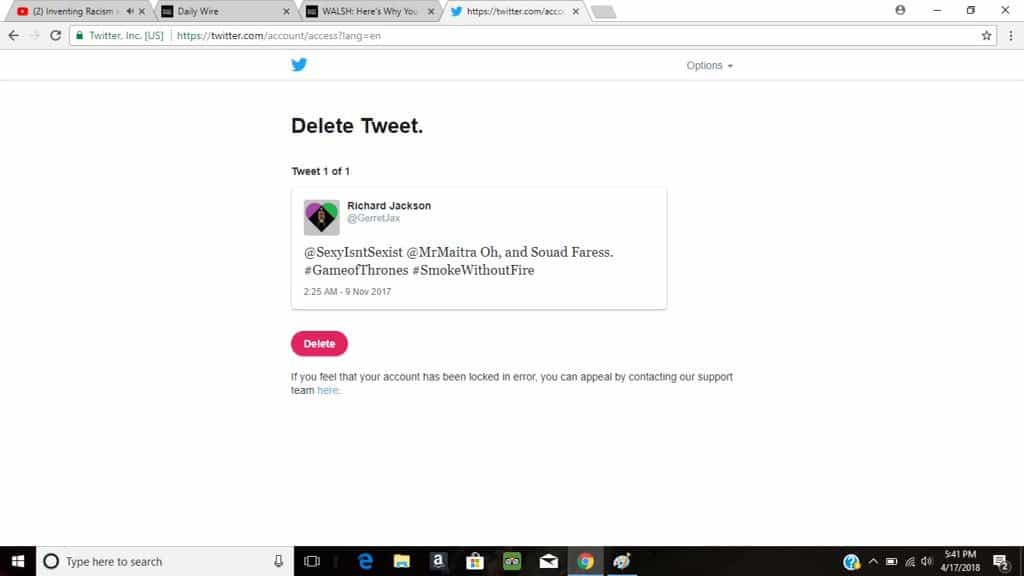 (2) Inventing Racism
Daily Wire
WALSH: Here's Why You
https://twitter.com/acco
Twitter, Inc. [US]
https://twitter.com/account/access?lang=en
Options
Delete Tweet.
Tweet 1 of 1
Richard Jackson
@GerretJax
@SexyIsntSexist @MrMaitra Oh, and Souad Faress.
#GameofThrones #SmokeWithoutFire
2:25 AM - 9 Nov 2017
Delete
If you feel that your account has been locked in error, you can appeal by contacting our support
team here.
Type here to search
5:41 PM
4/17/2018
2